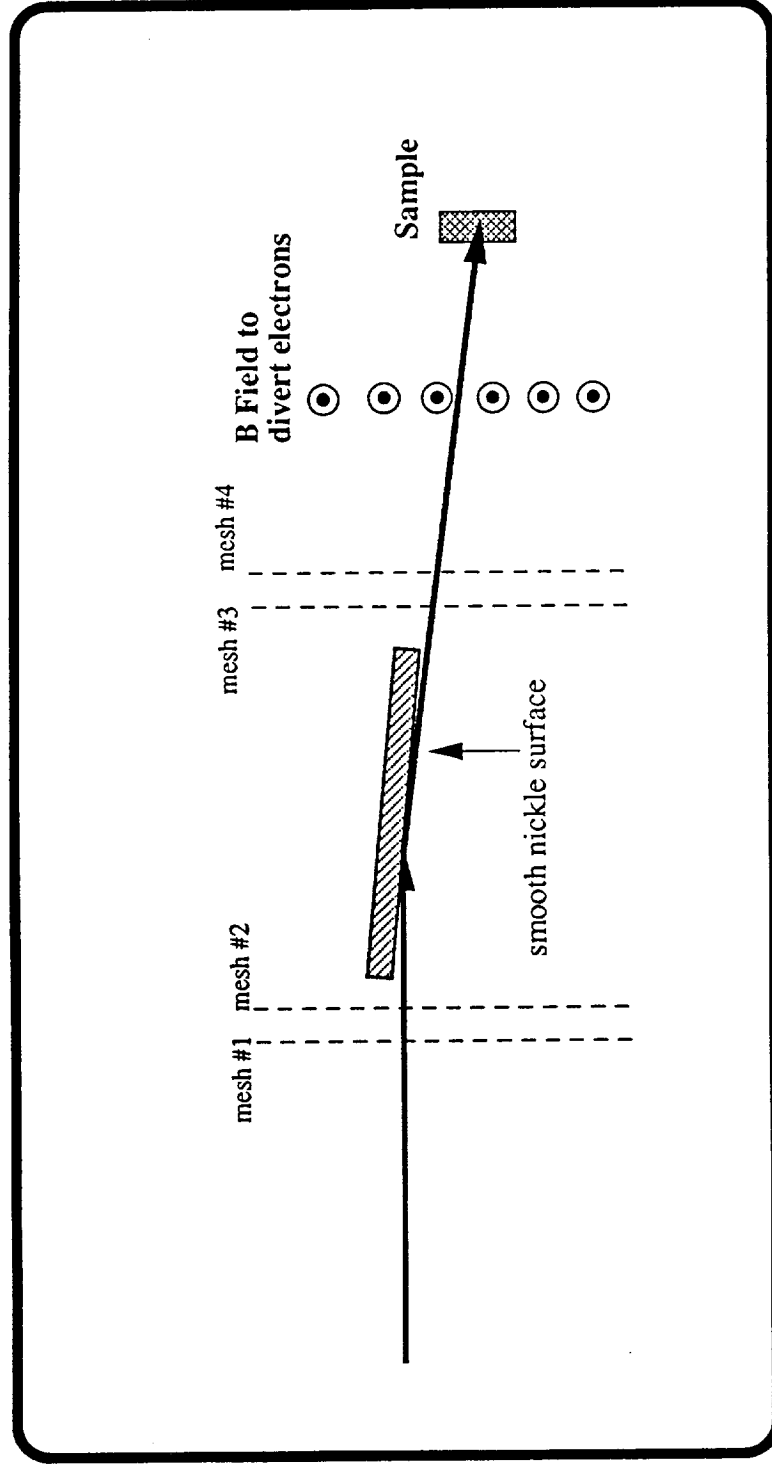 mesh #1
mesh #2
smooth nickle surface
mesh #3
mesh #4
B Field to
divert electrons
Sample